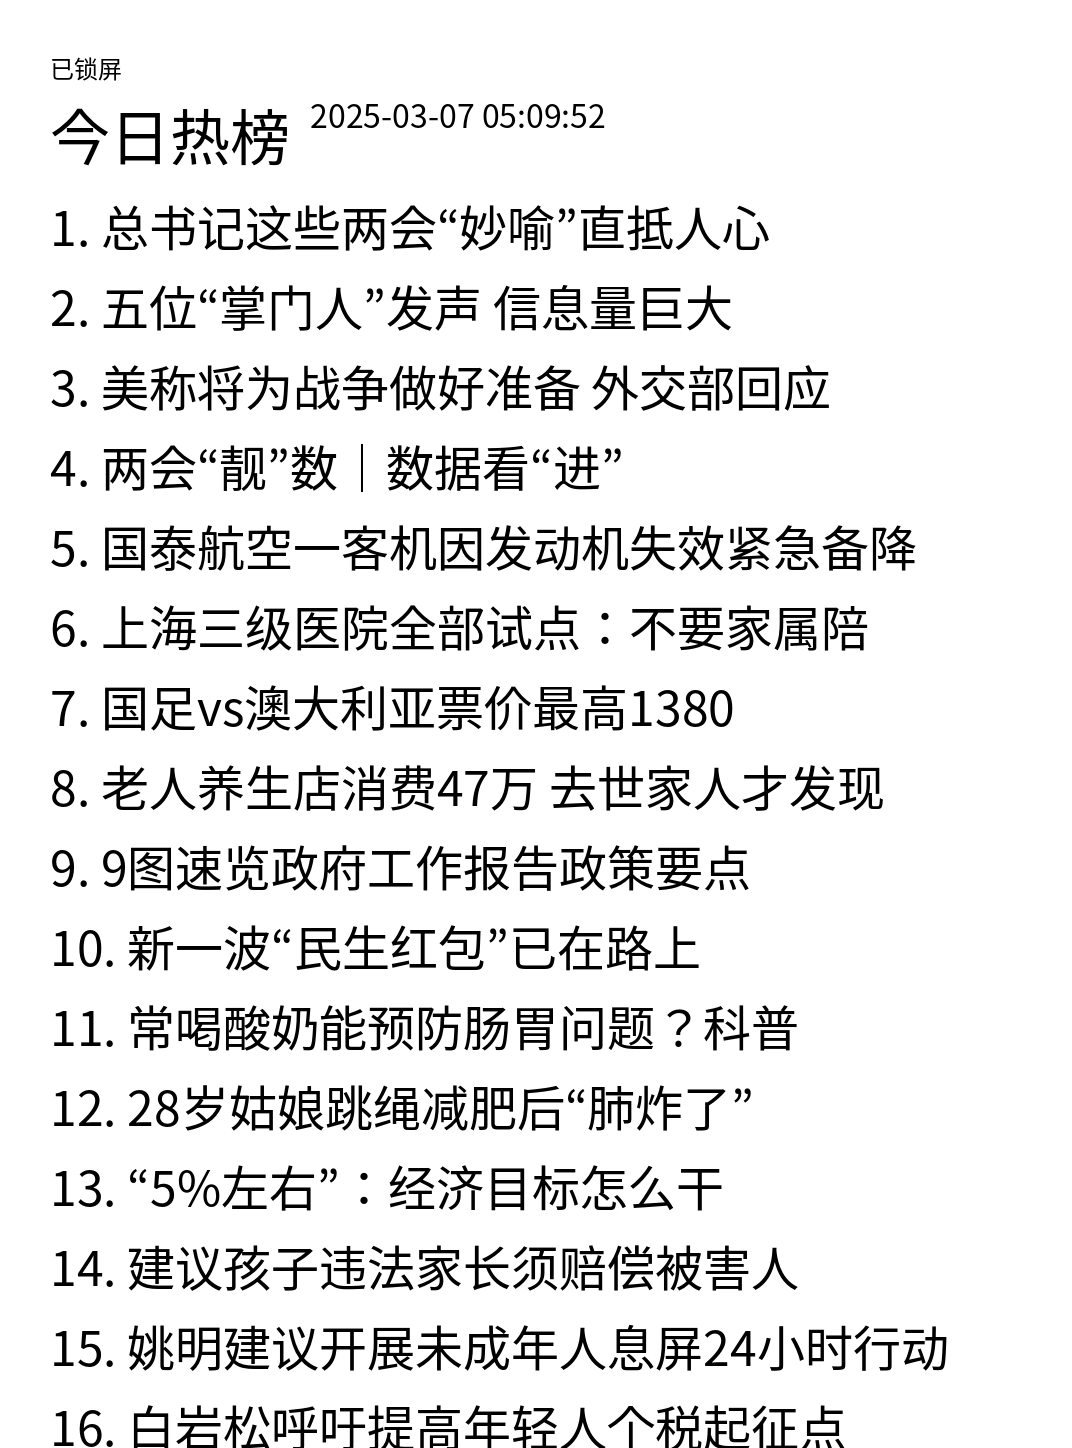 已锁屏
今日热榜 2025-03-07 05:09:52
1. 总书记这些两会“妙喻”直抵人心
2. 五位“掌门人”发声 信息量巨大
3. 美称将为战争做好准备 外交部回应
4. 两会“靓”数｜数据看“进”
5. 国泰航空一客机因发动机失效紧急备降
6. 上海三级医院全部试点：不要家属陪
7. 国足vs澳大利亚票价最高1380
8. 老人养生店消费47万 去世家人才发现
9. 9图速览政府工作报告政策要点
10. 新一波“民生红包”已在路上
11. 常喝酸奶能预防肠胃问题？科普
12. 28岁姑娘跳绳减肥后“肺炸了”
13. “5%左右”：经济目标怎么干
14. 建议孩子违法家长须赔偿被害人
15. 姚明建议开展未成年人息屏24小时行动
16. 白岩松呼吁提高年轻人个税起征点